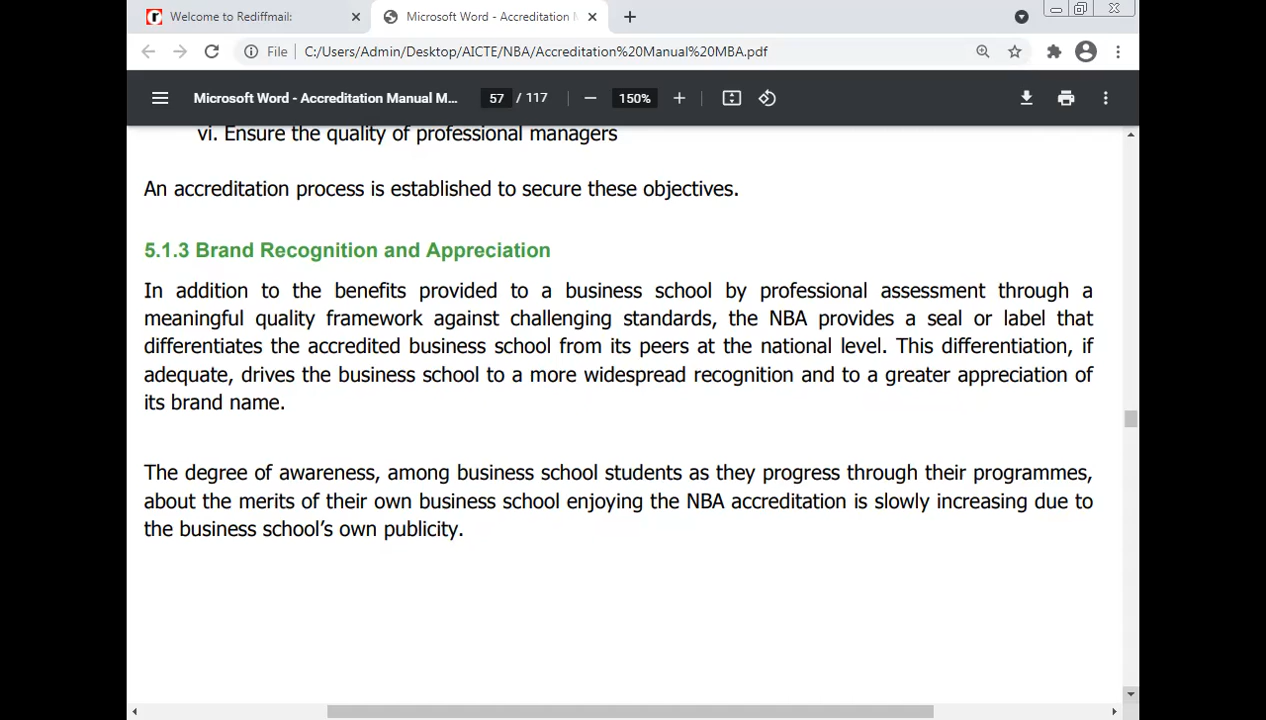 Welcome to Rediffmail:
Microsoft Word - Accreditation M
File C:/Users/Admin/Desktop/AICTE/NBA/Accreditation%20Manual%20MBA.pdf
Microsoft Word - Accreditation Manual M... 57 / 117 150%
vi. Ensure the quality of professional managers
An accreditation process is established to secure these objectives.
5.1.3 Brand Recognition and Appreciation
In addition to the benefits provided to a business school by professional assessment through a
meaningful quality framework against challenging standards, the NBA provides a seal or label that
differentiates the accredited business school from its peers at the national level. This differentiation, if
adequate, drives the business school to a more widespread recognition and to a greater appreciation of
its brand name.
The degree of awareness, among business school students as they progress through their programmes,
about the merits of their own business school enjoying the NBA accreditation is slowly increasing due to
the business school’s own publicity.